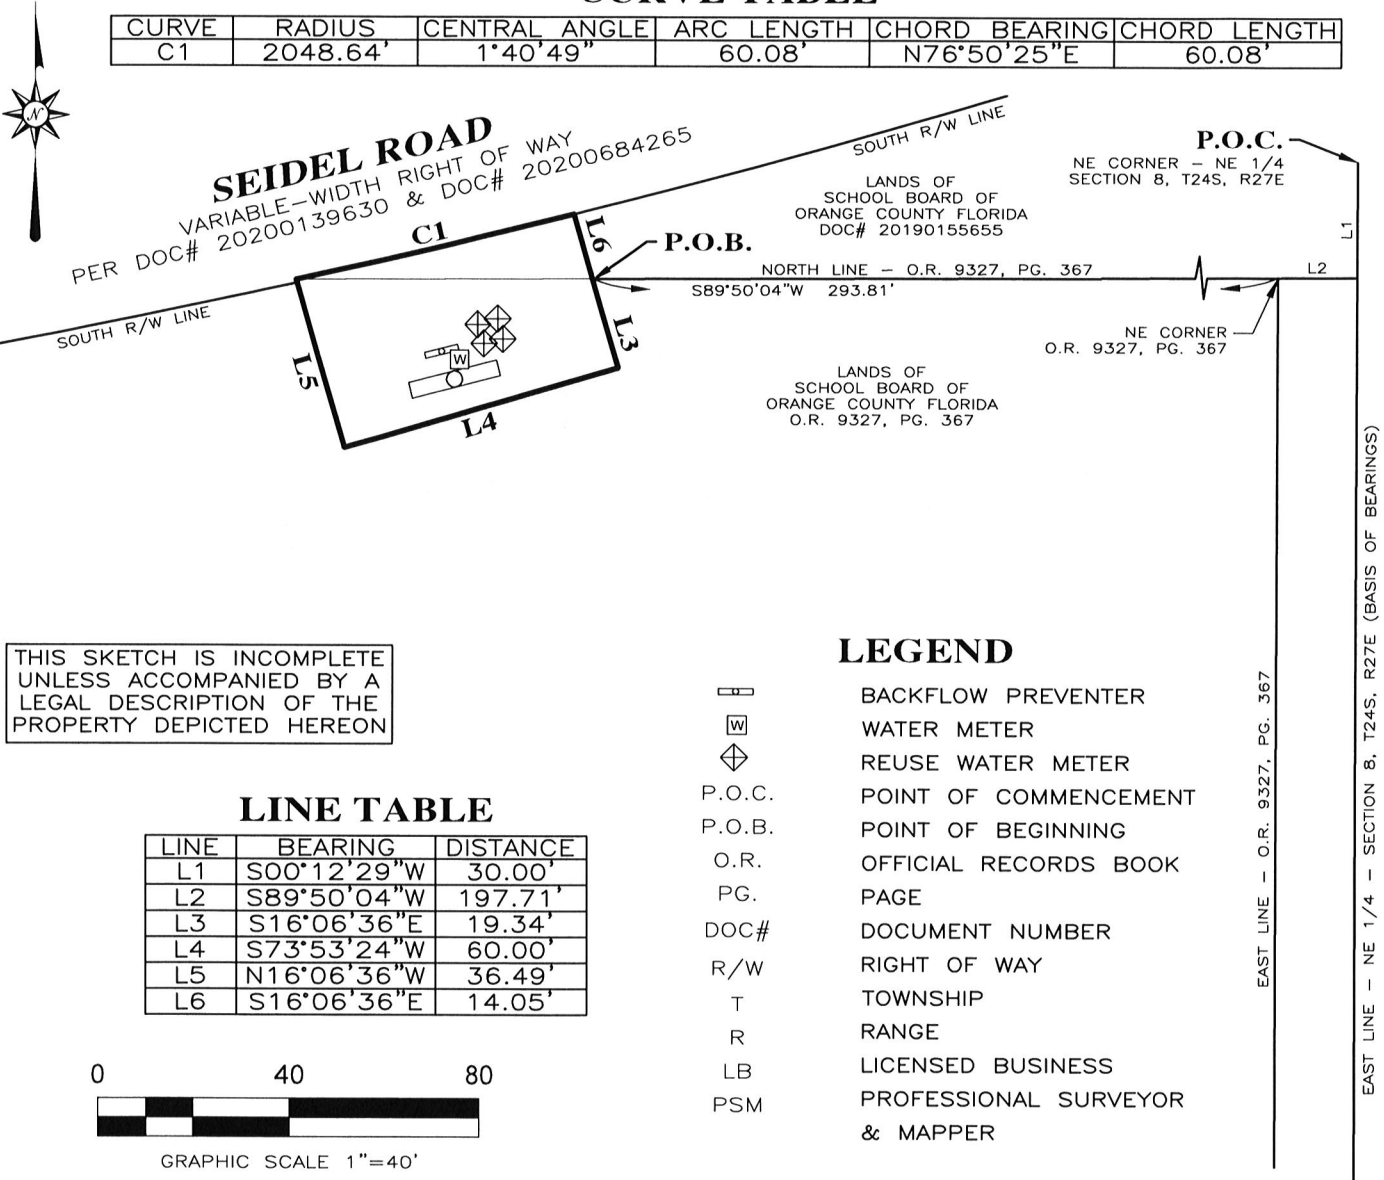 CURVE TABLE
CURVE RADIUS CENTRAL ANGLE ARC LENGTH CHORD BEARING CHORD LENGTH
C1 2048.64' 1°40'49" 60.08' N76°50'25"E 60.08'
N
SEIDEL ROAD
VARIABLE-WIDTH RIGHT OF WAY
PER DOC# 20200139630 & DOC# 20200684265
SOUTH R/W LINE
P.O.C.
NE CORNER - NE 1/4
SECTION 8, T24S, R27E
LANDS OF
SCHOOL BOARD OF
ORANGE COUNTY FLORIDA
DOC# 20190155655
C1
L6
P.O.B.
L1
NORTH LINE - O.R. 9327, PG. 367
L2
S89°50'04"W 293.81'
SOUTH R/W LINE
NE CORNER
O.R. 9327, PG. 367
L3
L5
W
LANDS OF
SCHOOL BOARD OF
ORANGE COUNTY FLORIDA
O.R. 9327, PG. 367
L4
EAST LINE - O.R. 9327, PG. 367
EAST LINE - NE 1/4 - SECTION 8, T24S, R27E (BASIS OF BEARINGS)
THIS SKETCH IS INCOMPLETE
UNLESS ACCOMPANIED BY A
LEGAL DESCRIPTION OF THE
PROPERTY DEPICTED HEREON
LINE TABLE
LINE BEARING DISTANCE
L1 S00°12'29"W 30.00'
L2 S89°50'04"W 197.71'
L3 S16°06'36"E 19.34'
L4 S73°53'24"W 60.00'
L5 N16°06'36"W 36.49'
L6 S16°06'36"E 14.05'
0 40 80
GRAPHIC SCALE 1"=40'
LEGEND
BACKFLOW PREVENTER
W WATER METER
REUSE WATER METER
P.O.C. POINT OF COMMENCEMENT
P.O.B. POINT OF BEGINNING
O.R. OFFICIAL RECORDS BOOK
PG. PAGE
DOC# DOCUMENT NUMBER
R/W RIGHT OF WAY
T TOWNSHIP
R RANGE
LB LICENSED BUSINESS
PSM PROFESSIONAL SURVEYOR
& MAPPER